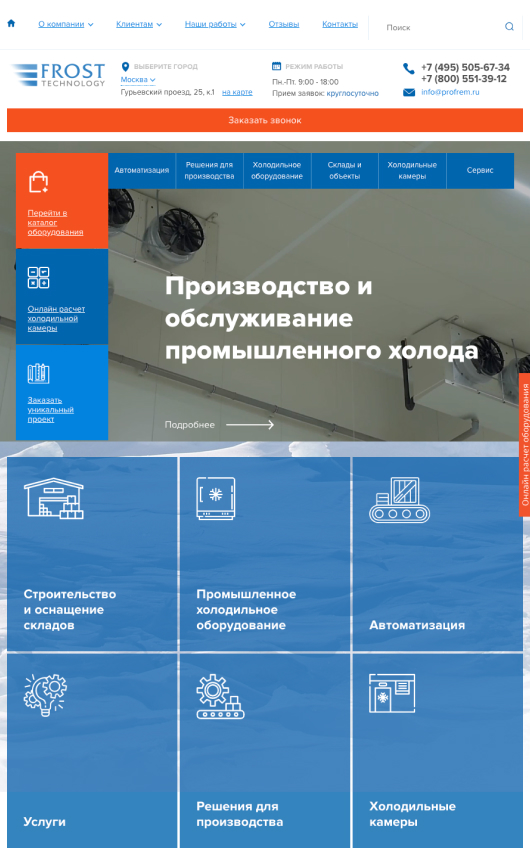 О компании
Клиентам
Наши работы
Отзывы
Контакты
Поиск
FROST
TECHNOLOGY
ВЫБЕРИТЕ ГОРОД
Москва
Гурьевский проезд, 25, к.1 на карте
РЕЖИМ РАБОТЫ
Пн.-Пт. 9:00 - 18:00
Прием заявок: круглосуточно
+7 (495) 505-67-34
+7 (800) 551-39-12
info@profrem.ru
Заказать звонок
Перейти в
каталог
оборудования
Онлайн расчет
холодильной
камеры
Заказать
уникальный
проект
Автоматизация
Решения для
производства
Холодильное
оборудование
Склады и
объекты
Холодильные
камеры
Сервис
Производство и
обслуживание
промышленного холода
Подробнее
Онлайн расчет оборудования
Строительство
и оснащение
складов
Промышленное
холодильное
оборудование
Автоматизация
Услуги
Решения для
производства
Холодильные
камеры